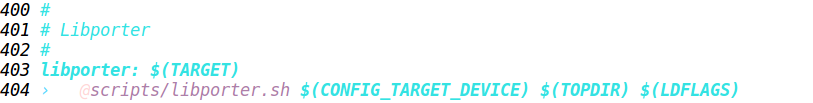 400 #
401 # Libporter
402 #
403 libporter: $(TARGET)
404 ›   @scripts/libporter.sh $(CONFIG_TARGET_DEVICE) $(TOPDIR) $(LDFLAGS)